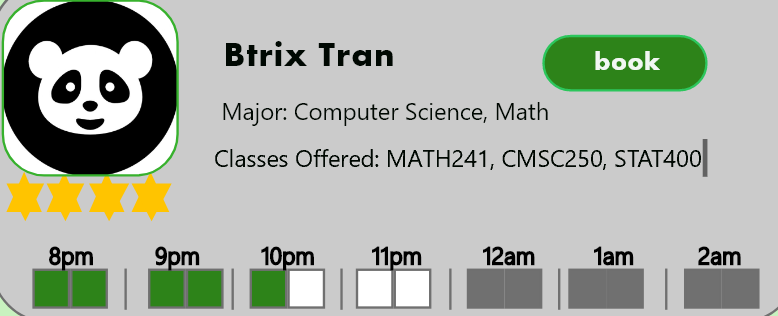 Btrix Tran
book
Major: Computer Science, Math
Classes Offered: MATH241, CMSC250, STAT400
8pm 9pm 10pm 11pm 12am 1am 2am